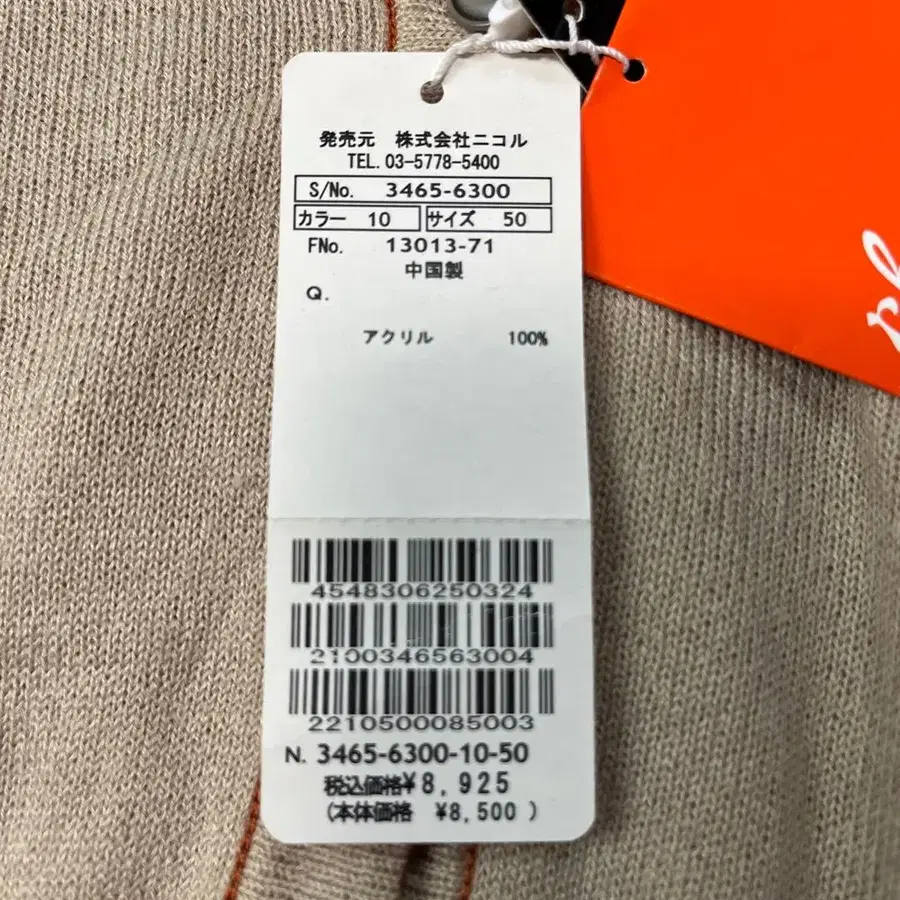 発売元 株式会社ニコル
TEL. 03-5778-5400
S/No. 3465-6300
カラー 10 サイズ 50
FNo. 13013-71
中国製
Q.
アクリル 100%
4548306250324
2100346563004
2210500085003
N. 3465-6300-10-50
税込価格¥8,925
(本体価格 ¥8,500 )